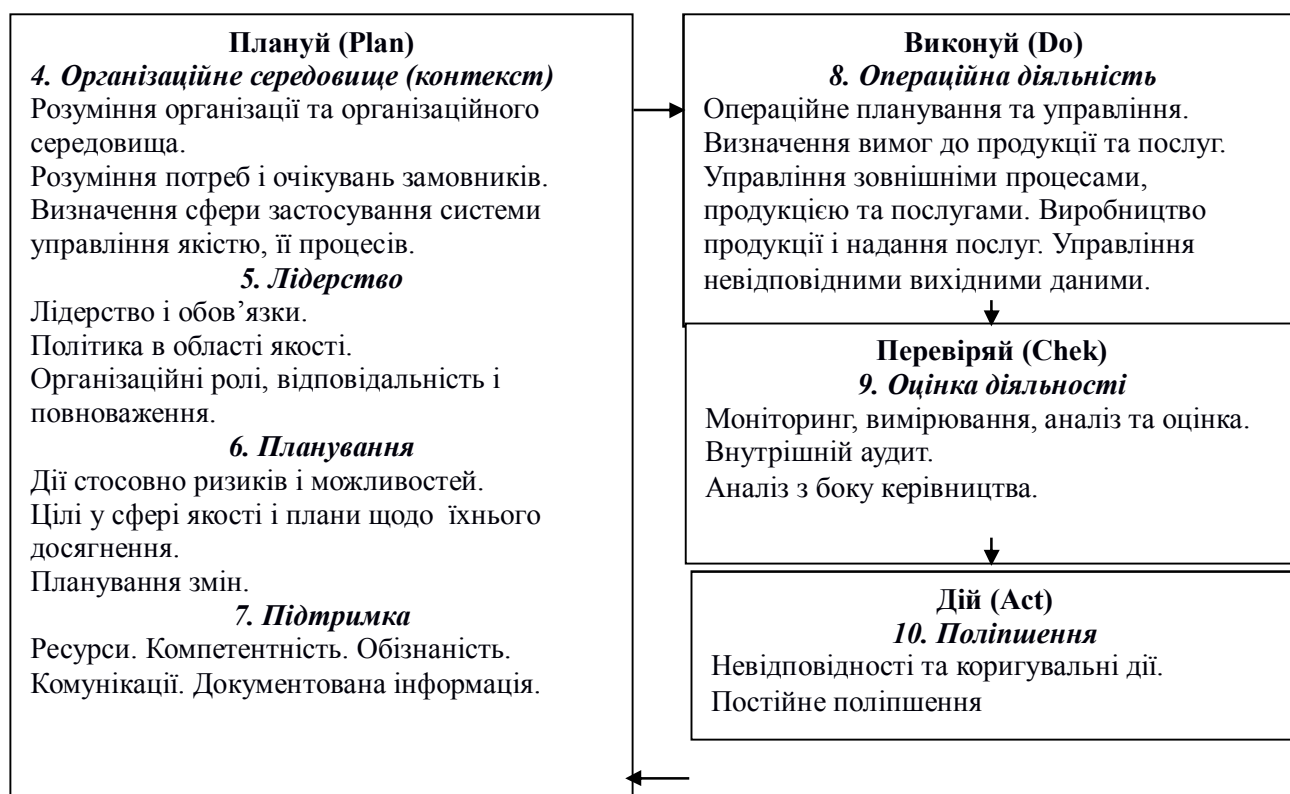 Плануй (Plan)
4. Організаційне середовище (контекст)
Розуміння організації та організаційного
середовища.
Розуміння потреб і очікувань замовників.
Визначення сфери застосування системи
управління якістю, її процесів.
5. Лідерство
Лідерство і обов’язки.
Політика в області якості.
Організаційні ролі, відповідальність і
повноваження.
6. Планування
Дії стосовно ризиків і можливостей.
Цілі у сфері якості і плани щодо їхнього
досягнення.
Планування змін.
7. Підтримка
Ресурси. Компетентність. Обізнаність.
Комунікації. Документована інформація.
Виконуй (Do)
8. Операційна діяльність
Операційне планування та управління.
Визначення вимог до продукції та послуг.
Управління зовнішніми процесами,
продукцією та послугами. Виробництво
продукції і надання послуг. Управління
невідповідними вихідними даними.
Перевіряй (Chek)
9. Оцінка діяльності
Моніторинг, вимірювання, аналіз та оцінка.
Внутрішній аудит.
Аналіз з боку керівництва.
Дій (Act)
10. Поліпшення
Невідповідності та коригувальні дії.
Постійне поліпшення